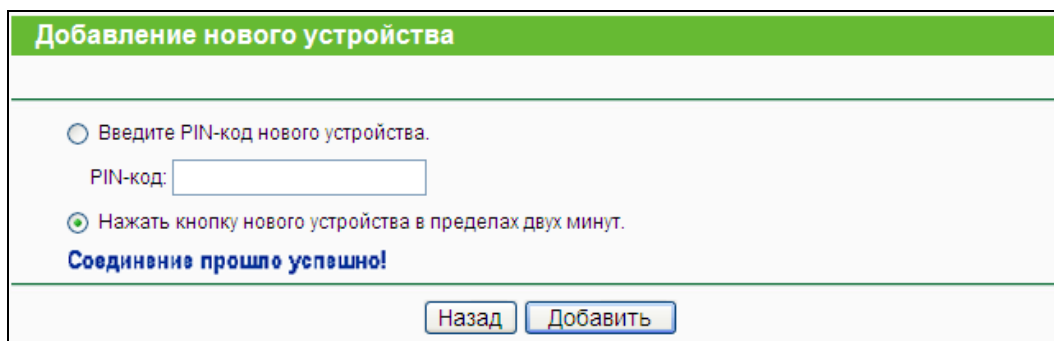 Добавление нового устройства
Введите PIN-код нового устройства.
PIN-код:
Нажать кнопку нового устройства в пределах двух минут.
Соединение прошло успешно!
Назад Добавить